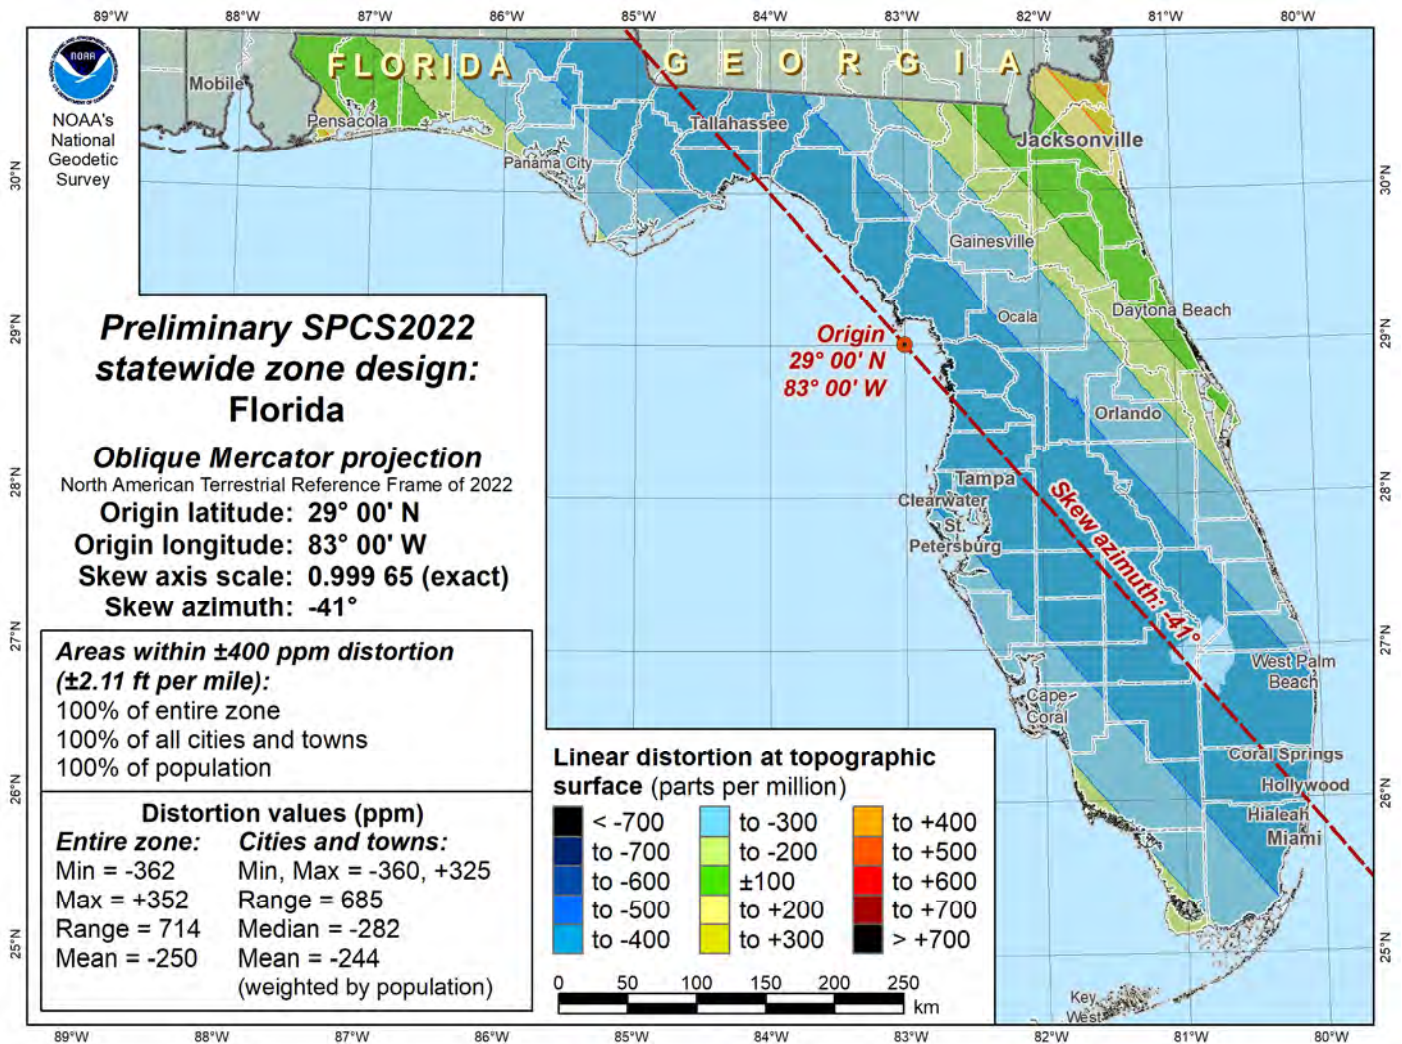 89°W 88°W 87°W 86°W 85°W 84°W 83°W 82°W 81°W 80°W
NOAA
NOAA's
National
Geodetic
Survey
FLORIDA
GEORGIA
Mobile
Pensacola
Tallahassee
Jacksonville
Panama City
30°N
30°N
Gainesville
Ocala
Daytona Beach
Origin
29° 00' N
83° 00' W
29°N
29°N
Orlando
Preliminary SPCS2022
statewide zone design:
Florida
Oblique Mercator projection
North American Terrestrial Reference Frame of 2022
Origin latitude: 29° 00' N
Origin longitude: 83° 00' W
Skew axis scale: 0.999 65 (exact)
Skew azimuth: -41°
28°N
28°N
Tampa
Clearwater
St.
Petersburg
Skew azimuth: -41°
27°N
27°N
West Palm
Beach
Cape
Coral
Coral Springs
Hollywood
Hialeah
Miami
26°N
26°N
Areas within ±400 ppm distortion
(±2.11 ft per mile):
100% of entire zone
100% of all cities and towns
100% of population
Distortion values (ppm)
Entire zone: Cities and towns:
Min = -362 Min, Max = -360, +325
Max = +352 Range = 685
Range = 714 Median = -282
Mean = -250 Mean = -244
(weighted by population)
Linear distortion at topographic
surface (parts per million)
< -700 to -300 to +400
to -700 to -200 to +500
to -600 ±100 to +600
to -500 to +200 to +700
to -400 to +300 > +700
0 50 100 150 200 250
km
25°N
25°N
Key
West
89°W 88°W 87°W 86°W 85°W 84°W 83°W 82°W 81°W 80°W